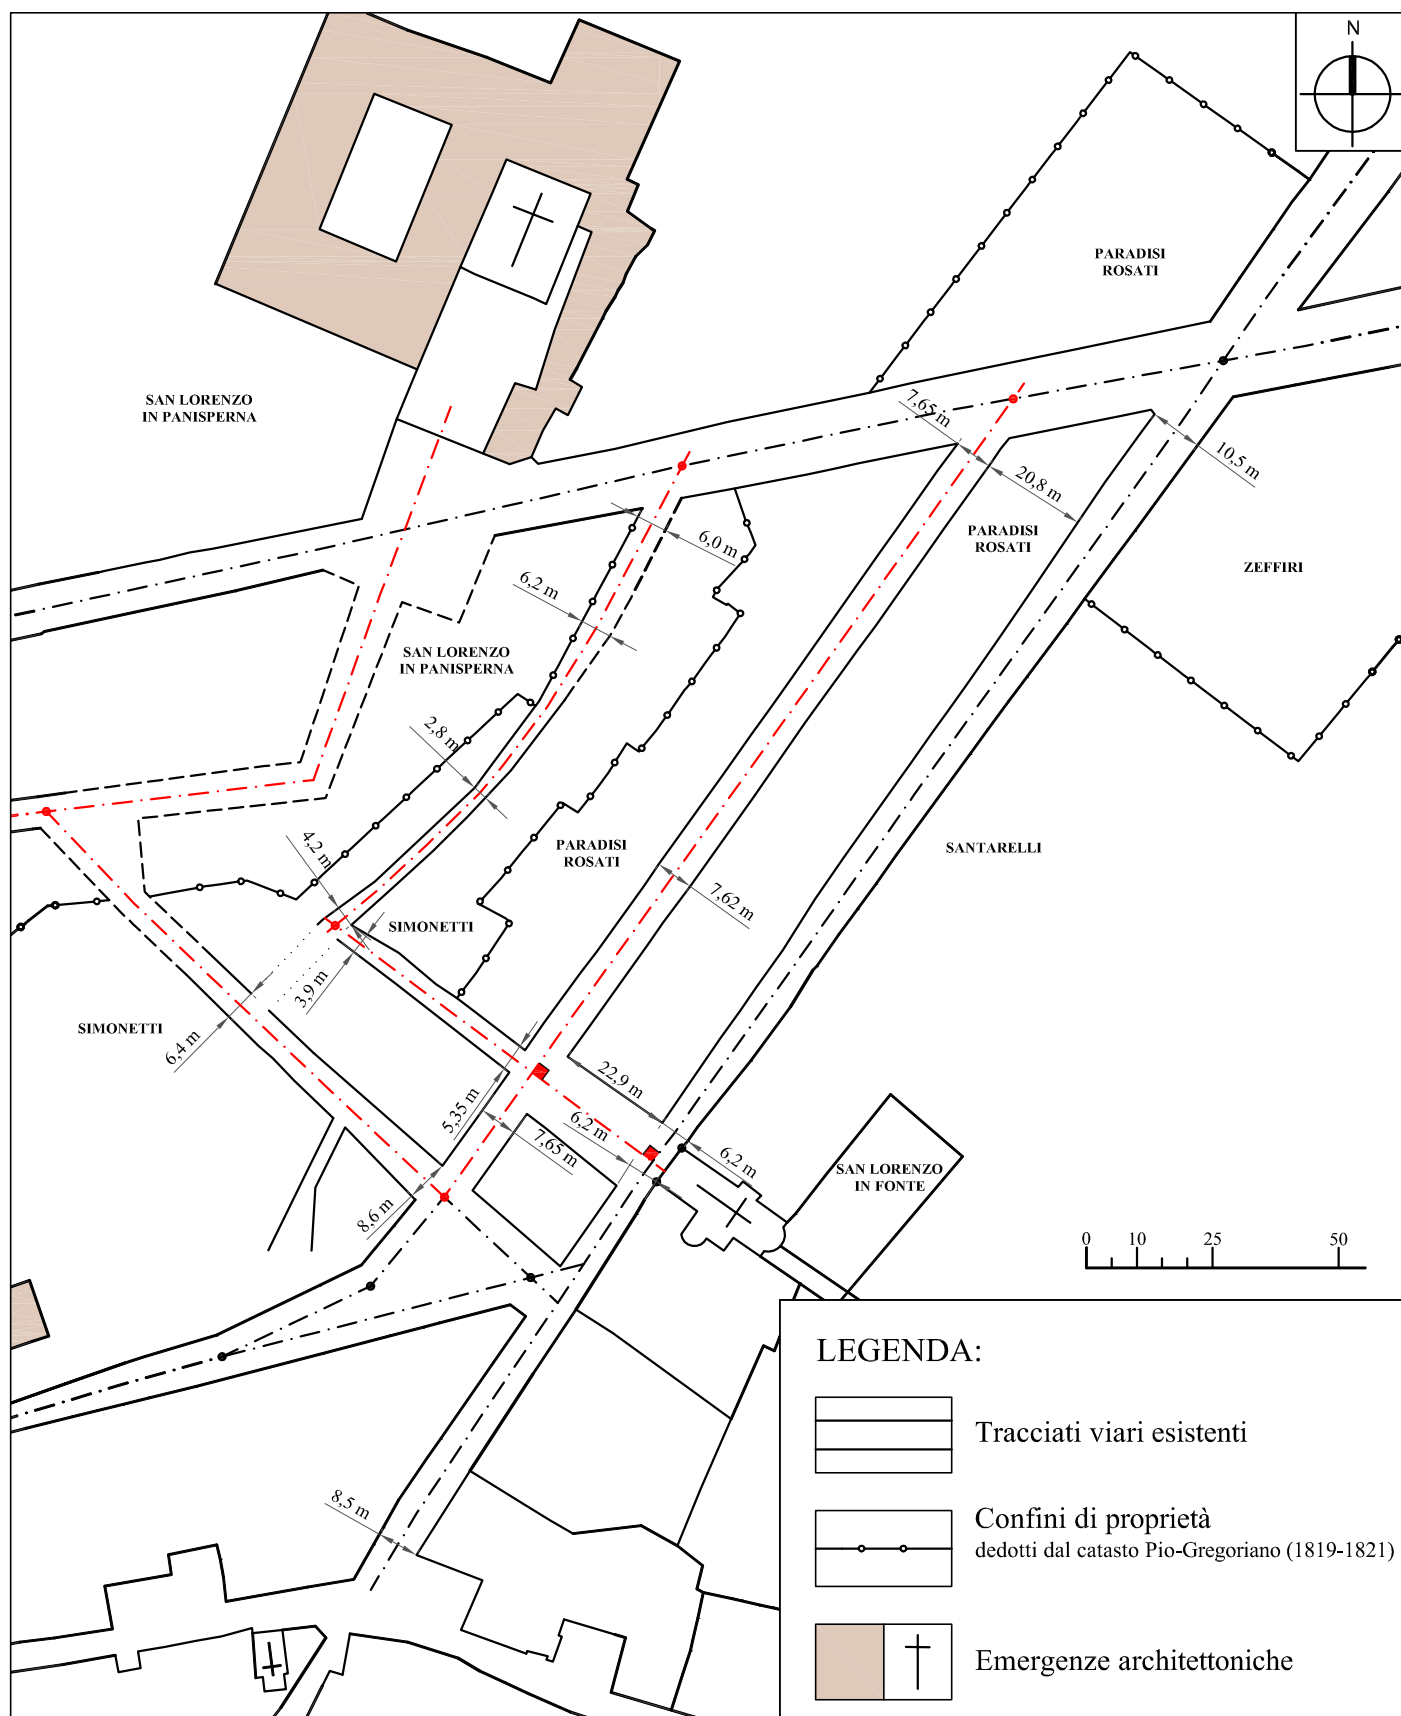 N
PARADISI
ROSATI
SAN LORENZO
IN PANISPERNA
7,65 m
10,5 m
20,8 m
PARADISI
ROSATI
6,0 m
ZEFFIRI
6,2 m
SAN LORENZO
IN PANISPERNA
2,8 m
4,2 m
PARADISI
ROSATI
SANTARELLI
7,62 m
SIMONETTI
3,9 m
SIMONETTI
6,4 m
22,9 m
5,35 m
6,2 m
7,65 m
6,2 m
SAN LORENZO
IN FONTE
8,6 m
0 10 25 50
8,5 m
LEGENDA:
Tracciati viari esistenti
Confini di proprietà
dedotti dal catasto Pio-Gregoriano (1819-1821)
Emergenze architettoniche